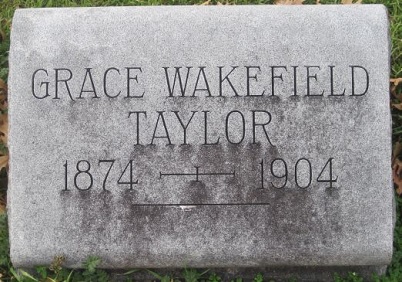 GRACE WAKEFIELD
TAYLOR
1874 — 1904